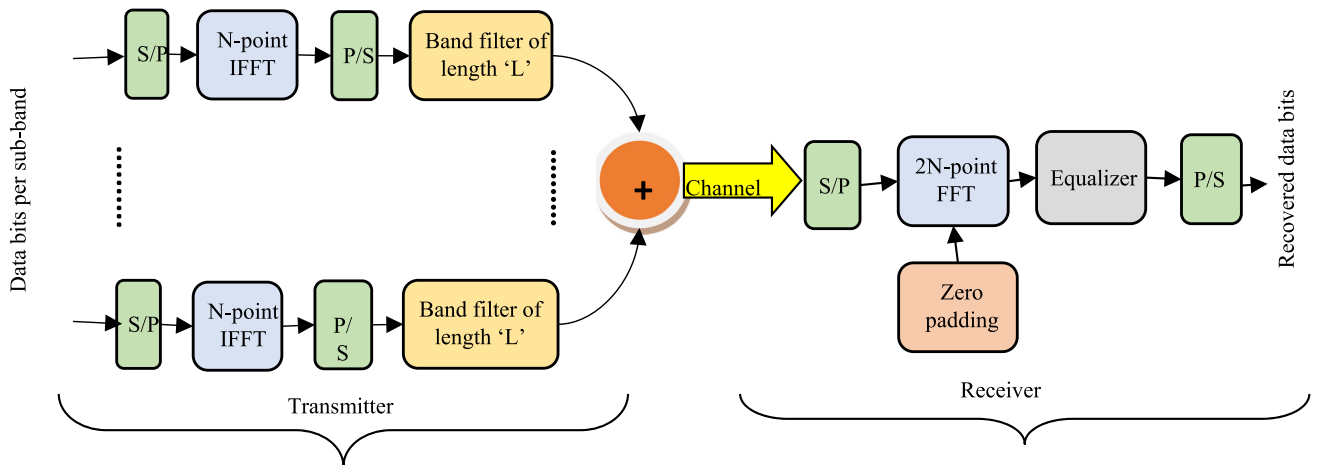 Data bits per sub-band
S/P
N-point
IFFT
P/S
Band filter of
length ‘L’
S/P
N-point
IFFT
P/
S
Band filter of
length ‘L’
Transmitter
+
Channel
S/P
2N-point
FFT
Zero
padding
Equalizer
P/S
Recovered data bits
Receiver